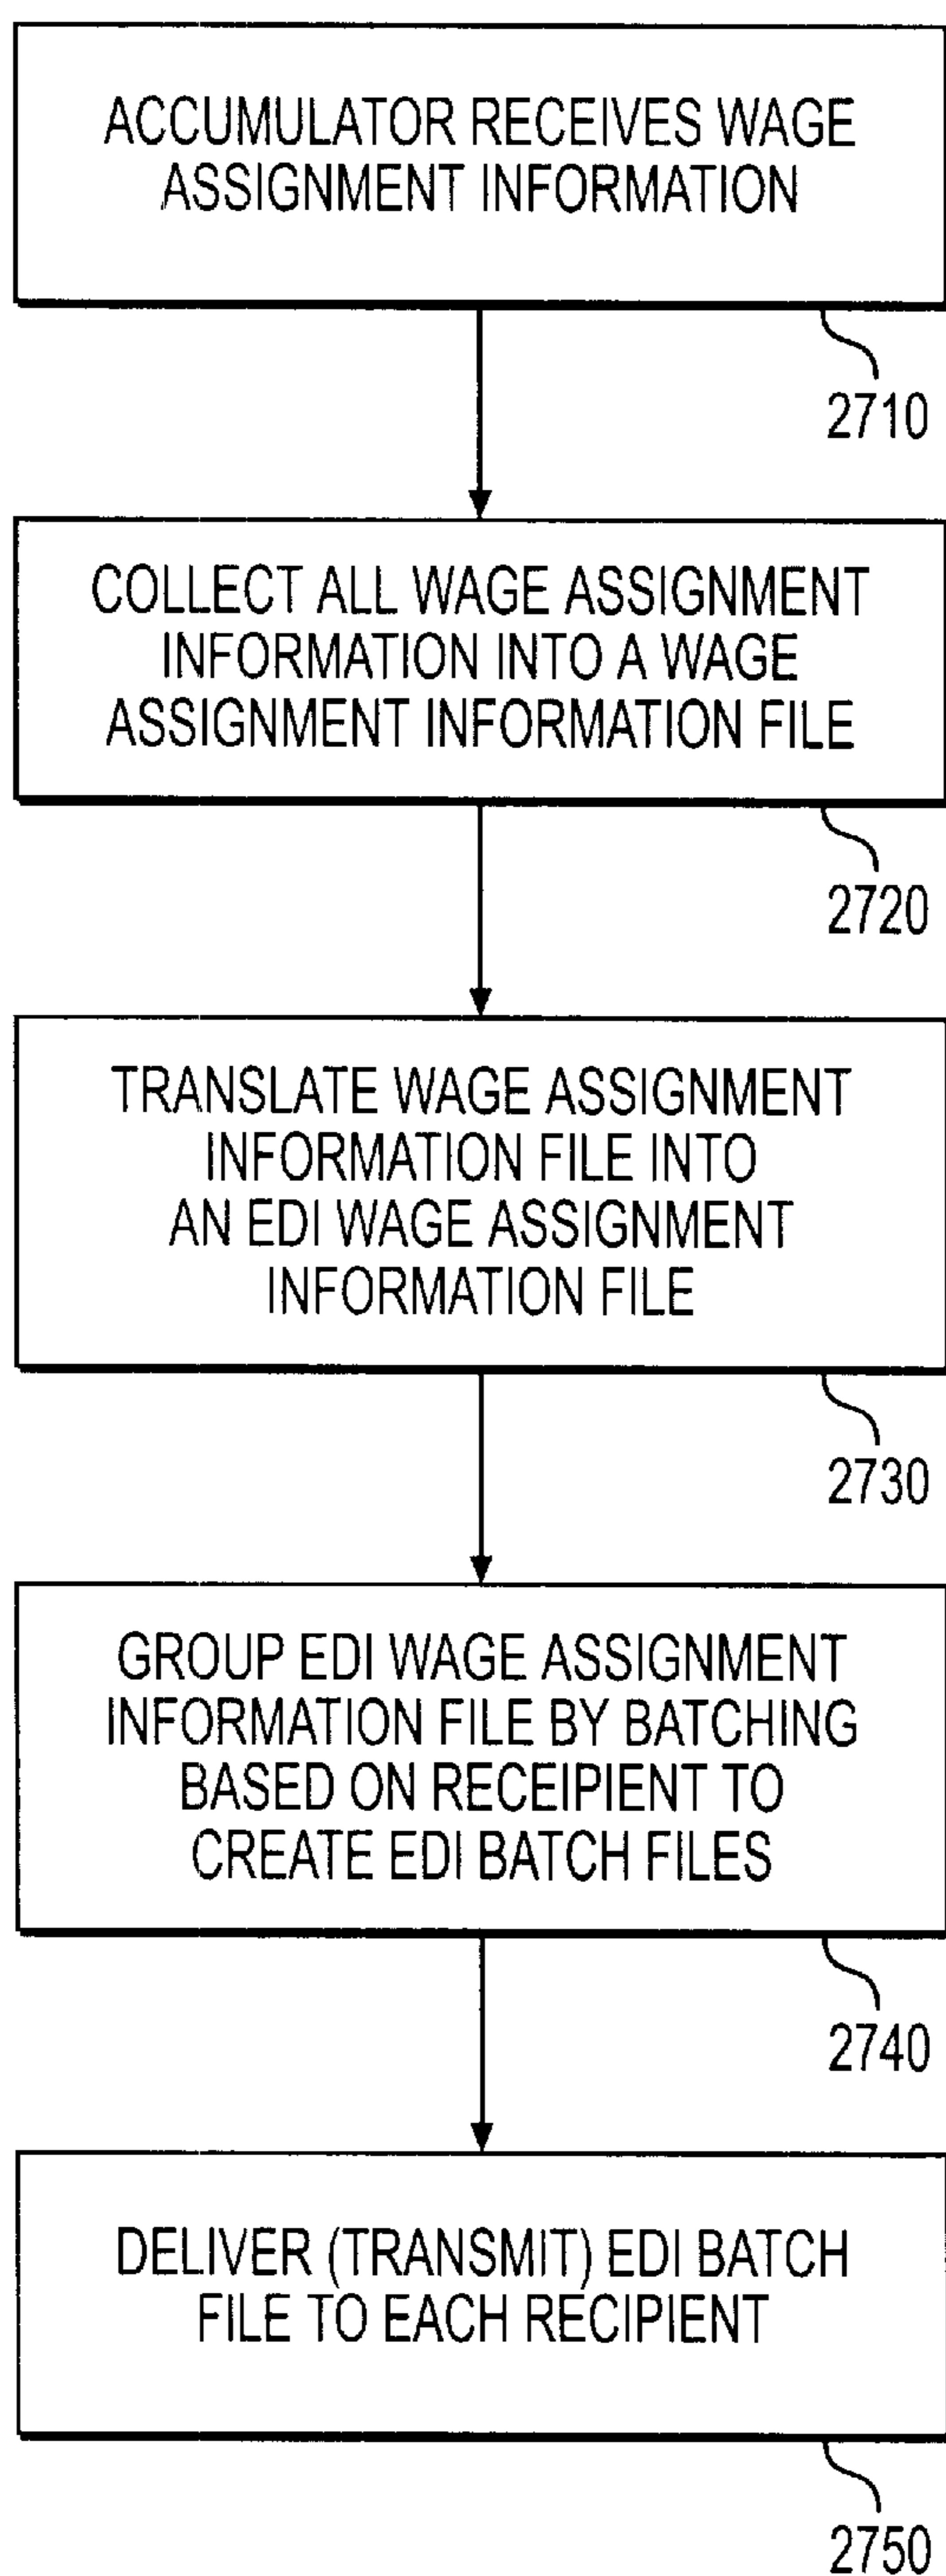 ACCUMULATOR RECEIVES WAGE
ASSIGNMENT INFORMATION
2710
COLLECT ALL WAGE ASSIGNMENT
INFORMATION INTO A WAGE
ASSIGNMENT INFORMATION FILE
2720
TRANSLATE WAGE ASSIGNMENT
INFORMATION FILE INTO
AN EDI WAGE ASSIGNMENT
INFORMATION FILE
2730
GROUP EDI WAGE ASSIGNMENT
INFORMATION FILE BY BATCHING
BASED ON RECEIPIENT TO
CREATE EDI BATCH FILES
2740
DELIVER (TRANSMIT) EDI BATCH
FILE TO EACH RECIPIENT
2750